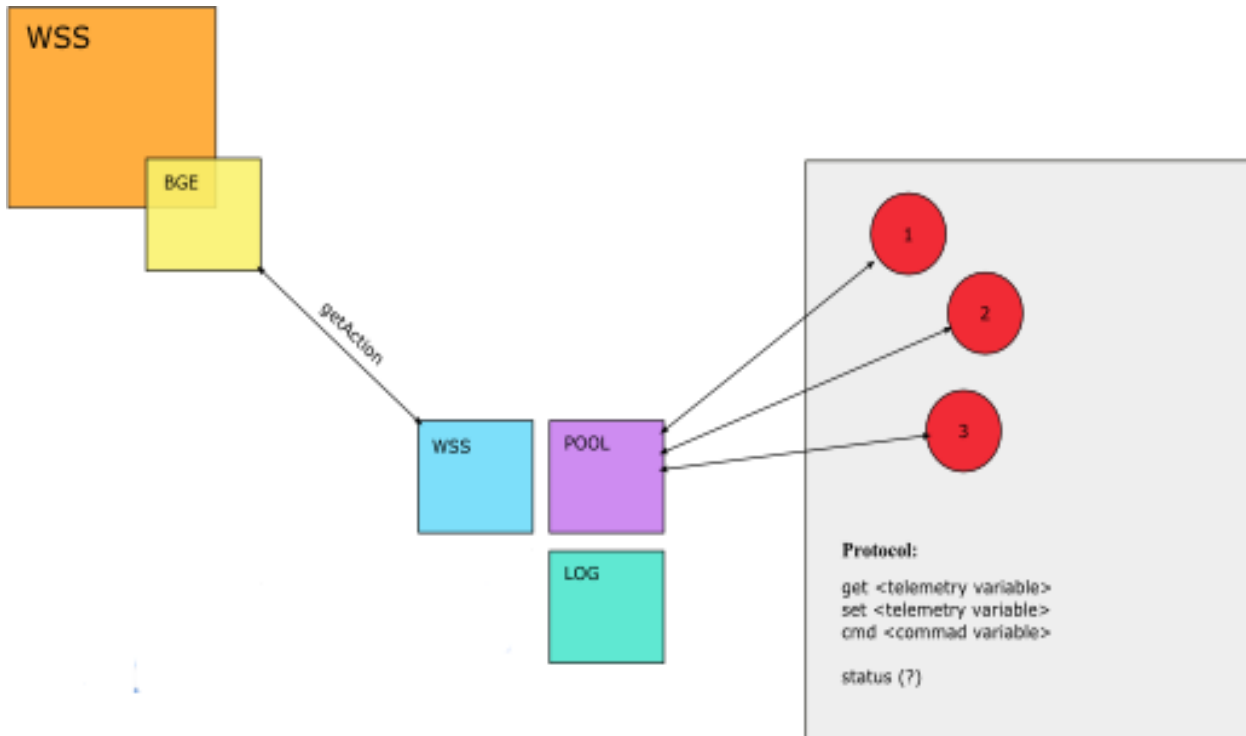 WSS
BGE
getAction
WSS
POOL
LOG
1
2
3
Protocol:
get <telemetry variable>
set <telemetry variable>
cmd <commad variable>
status (?)